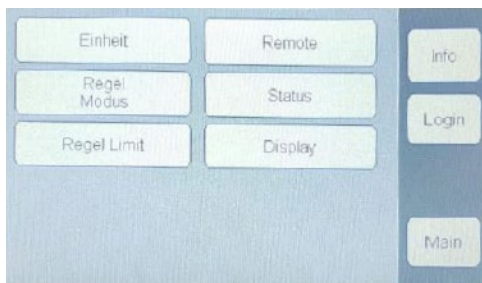 Einheit
Remote
Info
Regel
Modus
Status
Login
Regel Limit
Display
Main